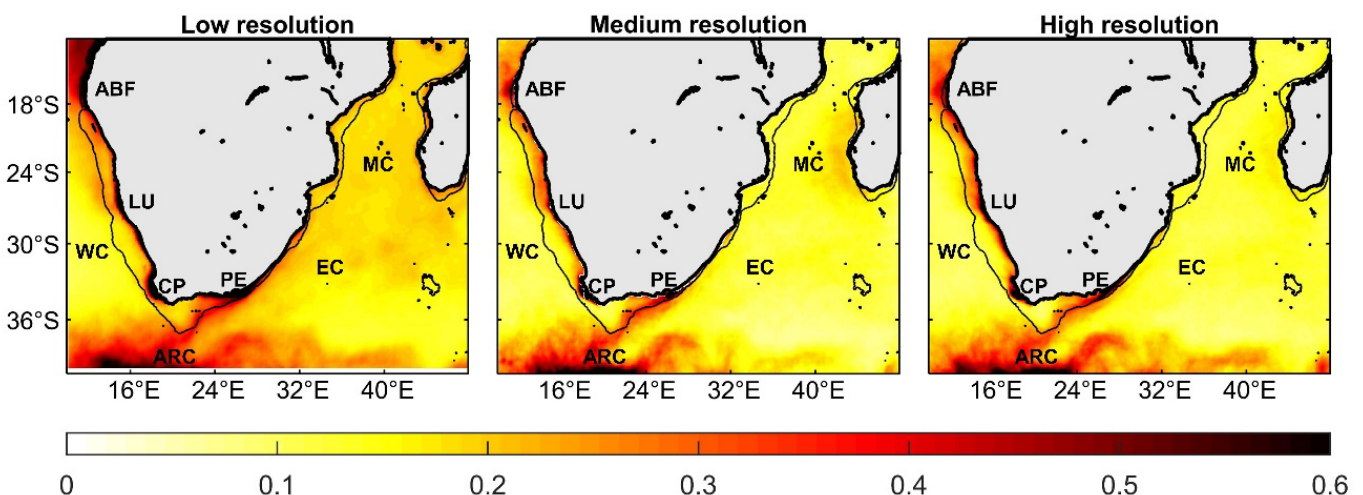 Low resolution
Medium resolution
High resolution
18°S
24°S
30°S
36°S
ABF
MC
LU
WC
EC
CP
PE
ARC
ABF
MC
LU
WC
EC
CP
PE
ARC
ABF
MC
LU
WC
EC
CP
PE
ARC
16°E 24°E 32°E 40°E
16°E 24°E 32°E 40°E
16°E 24°E 32°E 40°E
0 0.1 0.2 0.3 0.4 0.5 0.6